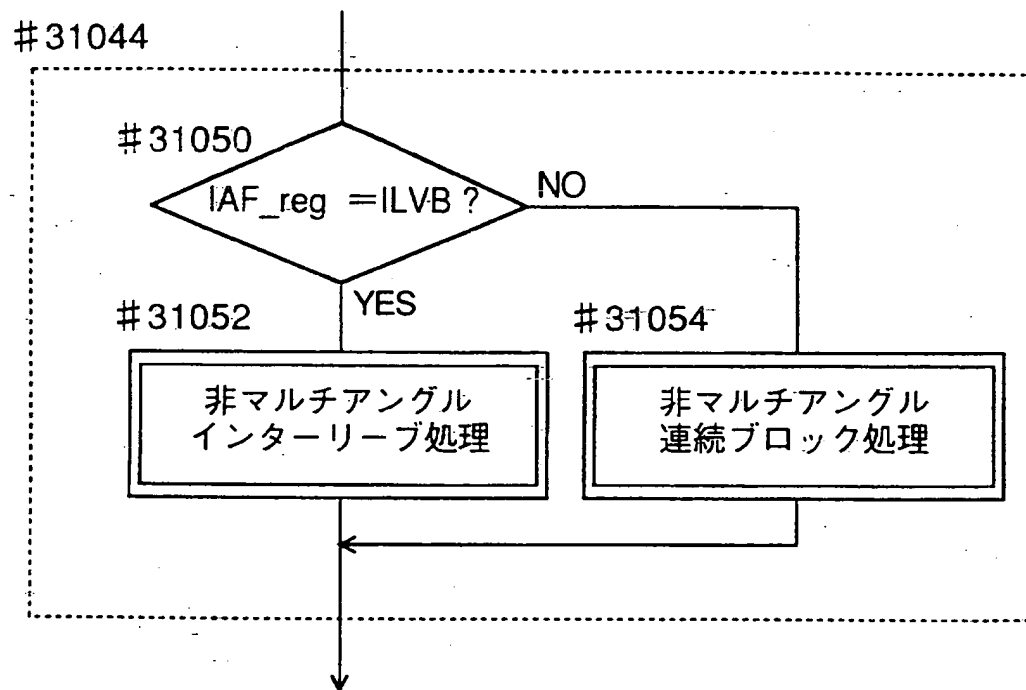 #31044
#31050
IAF_reg =ILVB ?
NO
YES
#31052
#31054
非マルチアングル
インターリーブ処理
非マルチアングル
連続ブロック処理